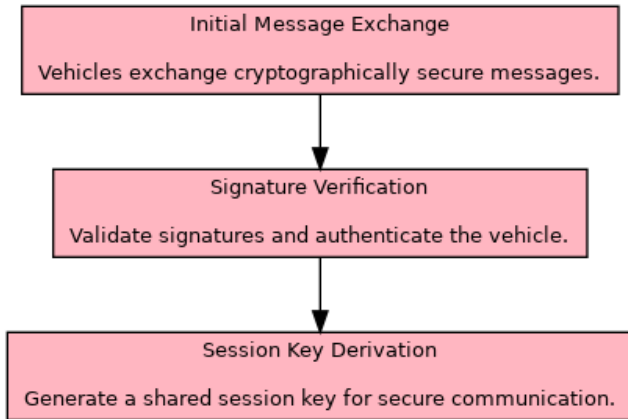 Initial Message Exchange
Vehicles exchange cryptographically secure messages.
Signature Verification
Validate signatures and authenticate the vehicle.
Session Key Derivation
Generate a shared session key for secure communication.